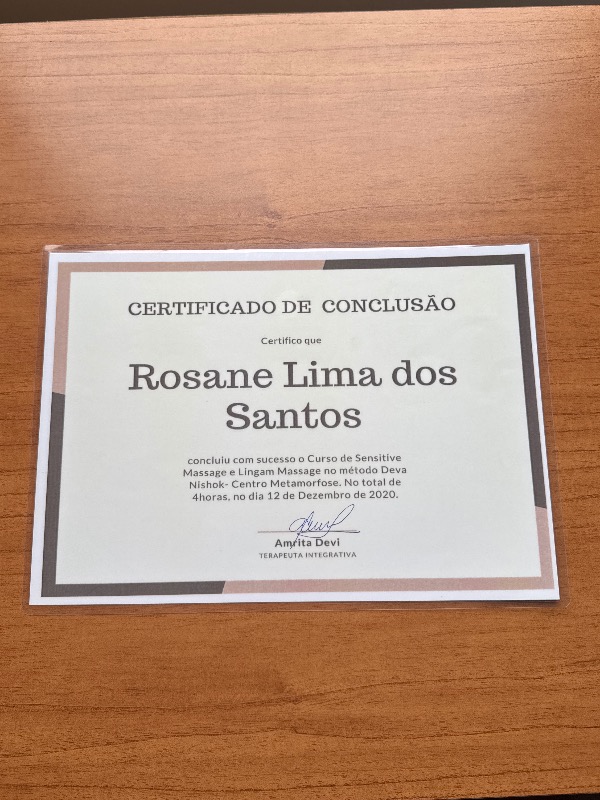 CERTIFICADO DE CONCLUSÃO
Certifico que
Rosane Lima dos
Santos
concluiu com sucesso o Curso de Sensitive
Massage e Lingam Massage no método Deva
Nishok- Centro Metamorfose. No total de
4horas, no dia 12 de Dezembro de 2020.
Amrita Devi
TERAPEUTA INTEGRATIVA